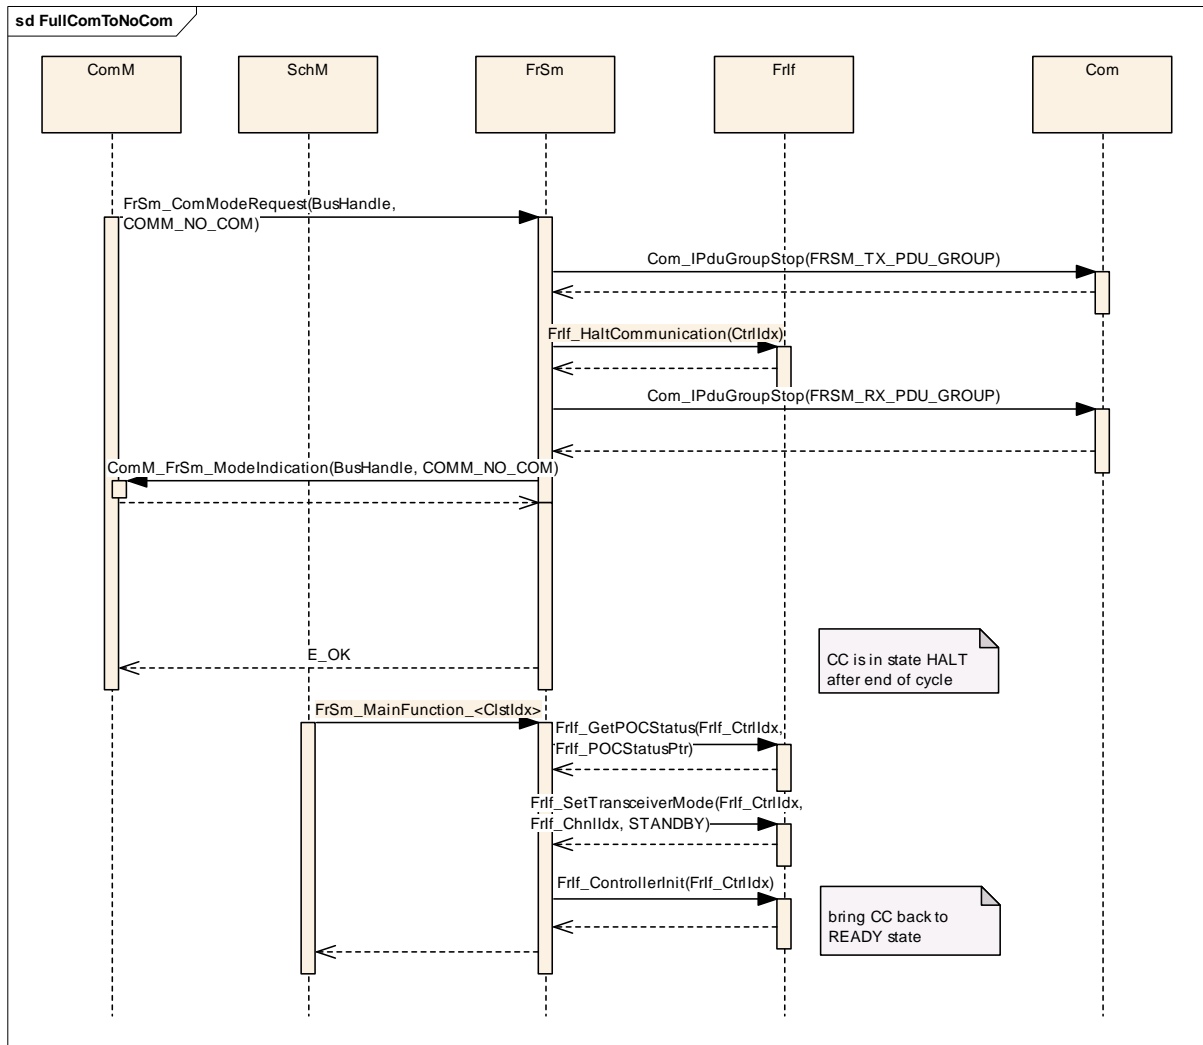 sd FullComToNoCom
ComM
SchM
FrSm
FrIf
Com
FrSm_ComModeRequest(BusHandle,
COMM_NO_COM)
Com_IPduGroupStop(FRSM_TX_PDU_GROUP)
FrIf_HaltCommunication(CtrlIdx)
Com_IPduGroupStop(FRSM_RX_PDU_GROUP)
ComM_FrSm_ModeIndication(BusHandle, COMM_NO_COM)
CC is in state HALT
after end of cycle
E_OK
FrSm_MainFunction_<ClstIdx>
FrIf_GetPOCStatus(FrIf_CtrlIdx,
FrIf_POCStatusPtr)
FrIf_SetTransceiverMode(FrIf_CtrlIdx,
FrIf_ChnlIdx, STANDBY)
FrIf_ControllerInit(FrIf_CtrlIdx)
bring CC back to
READY state